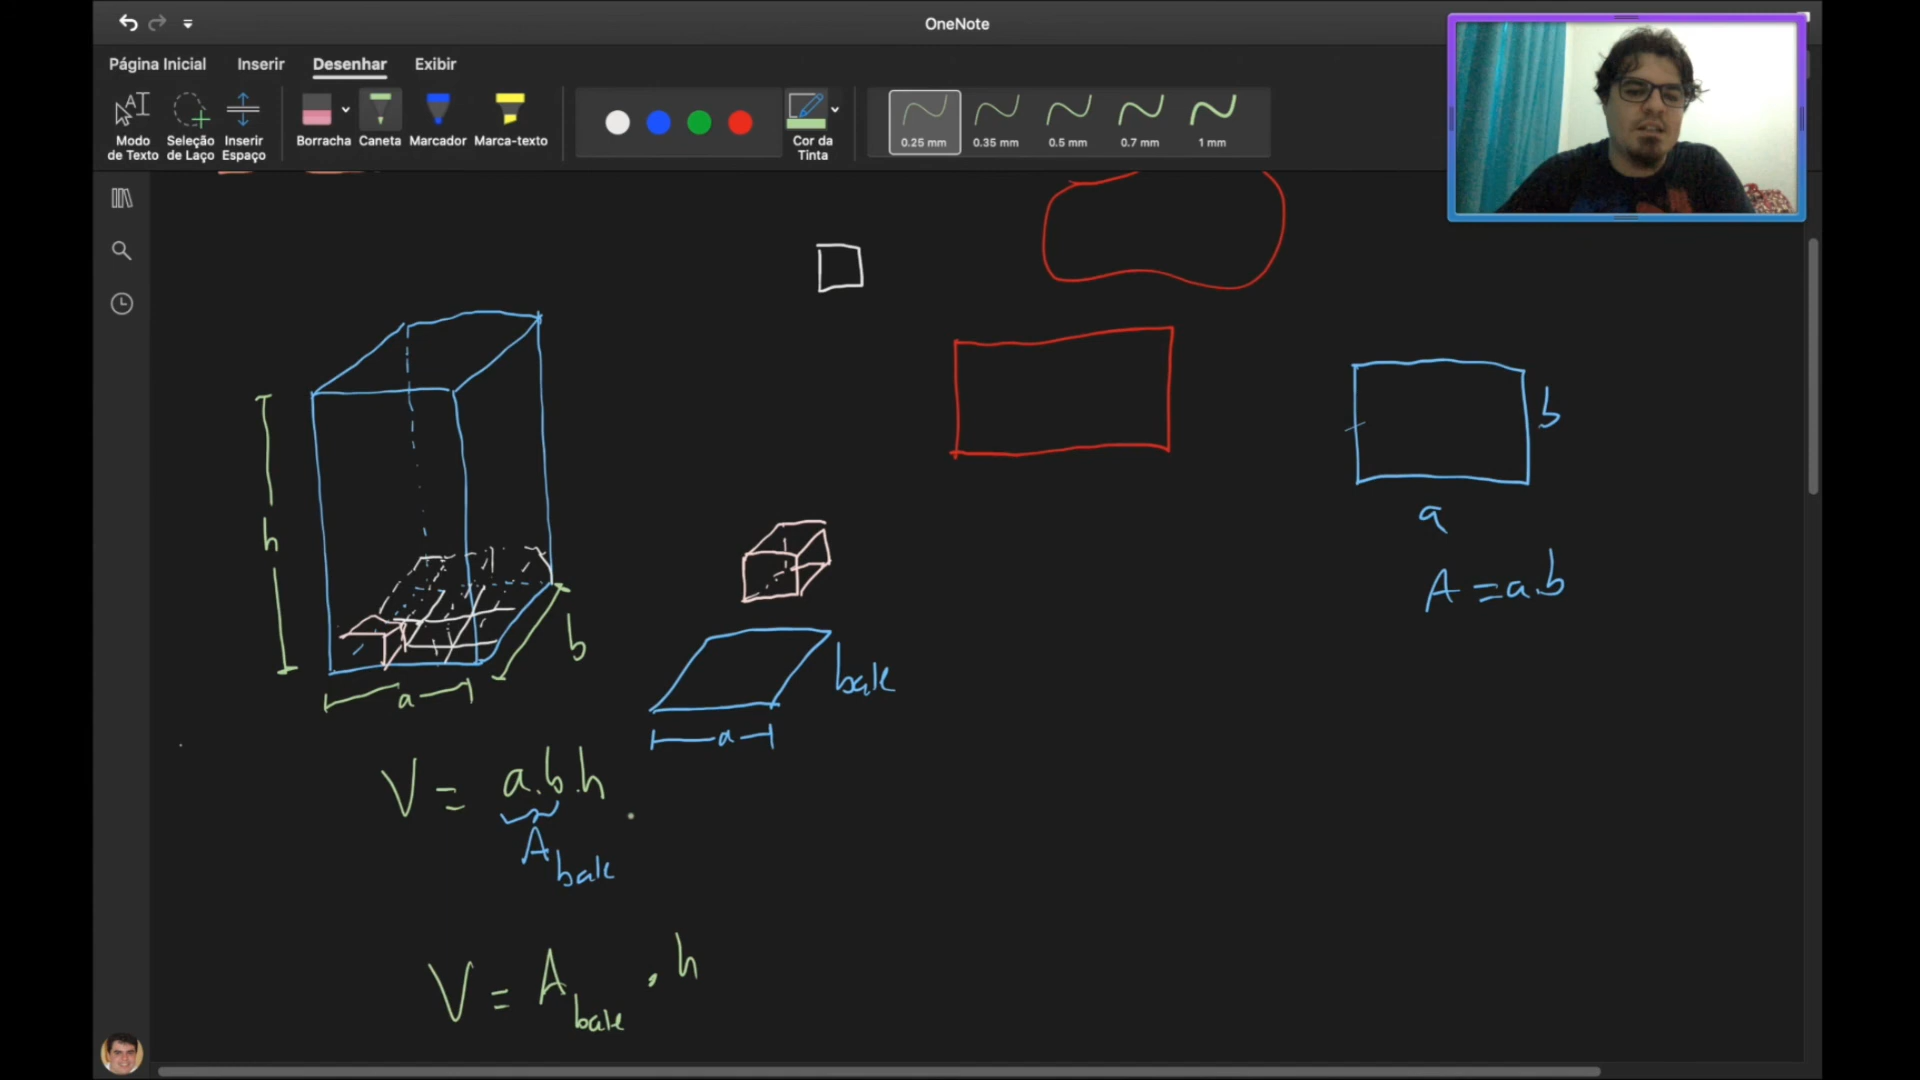 OneNote
Página Inicial Inserir Desenhar Exibir
Modo de Texto
Seleção de Laço
Inserir Espaço
Borracha
Caneta
Marcador
Marca-texto
Cor da Tinta
0.25 mm
0.35 mm
0.5 mm
0.7 mm
1 mm
h
a
b
base
a
b
a
A = a.b
V = a.b.h
A base
V = A base . h